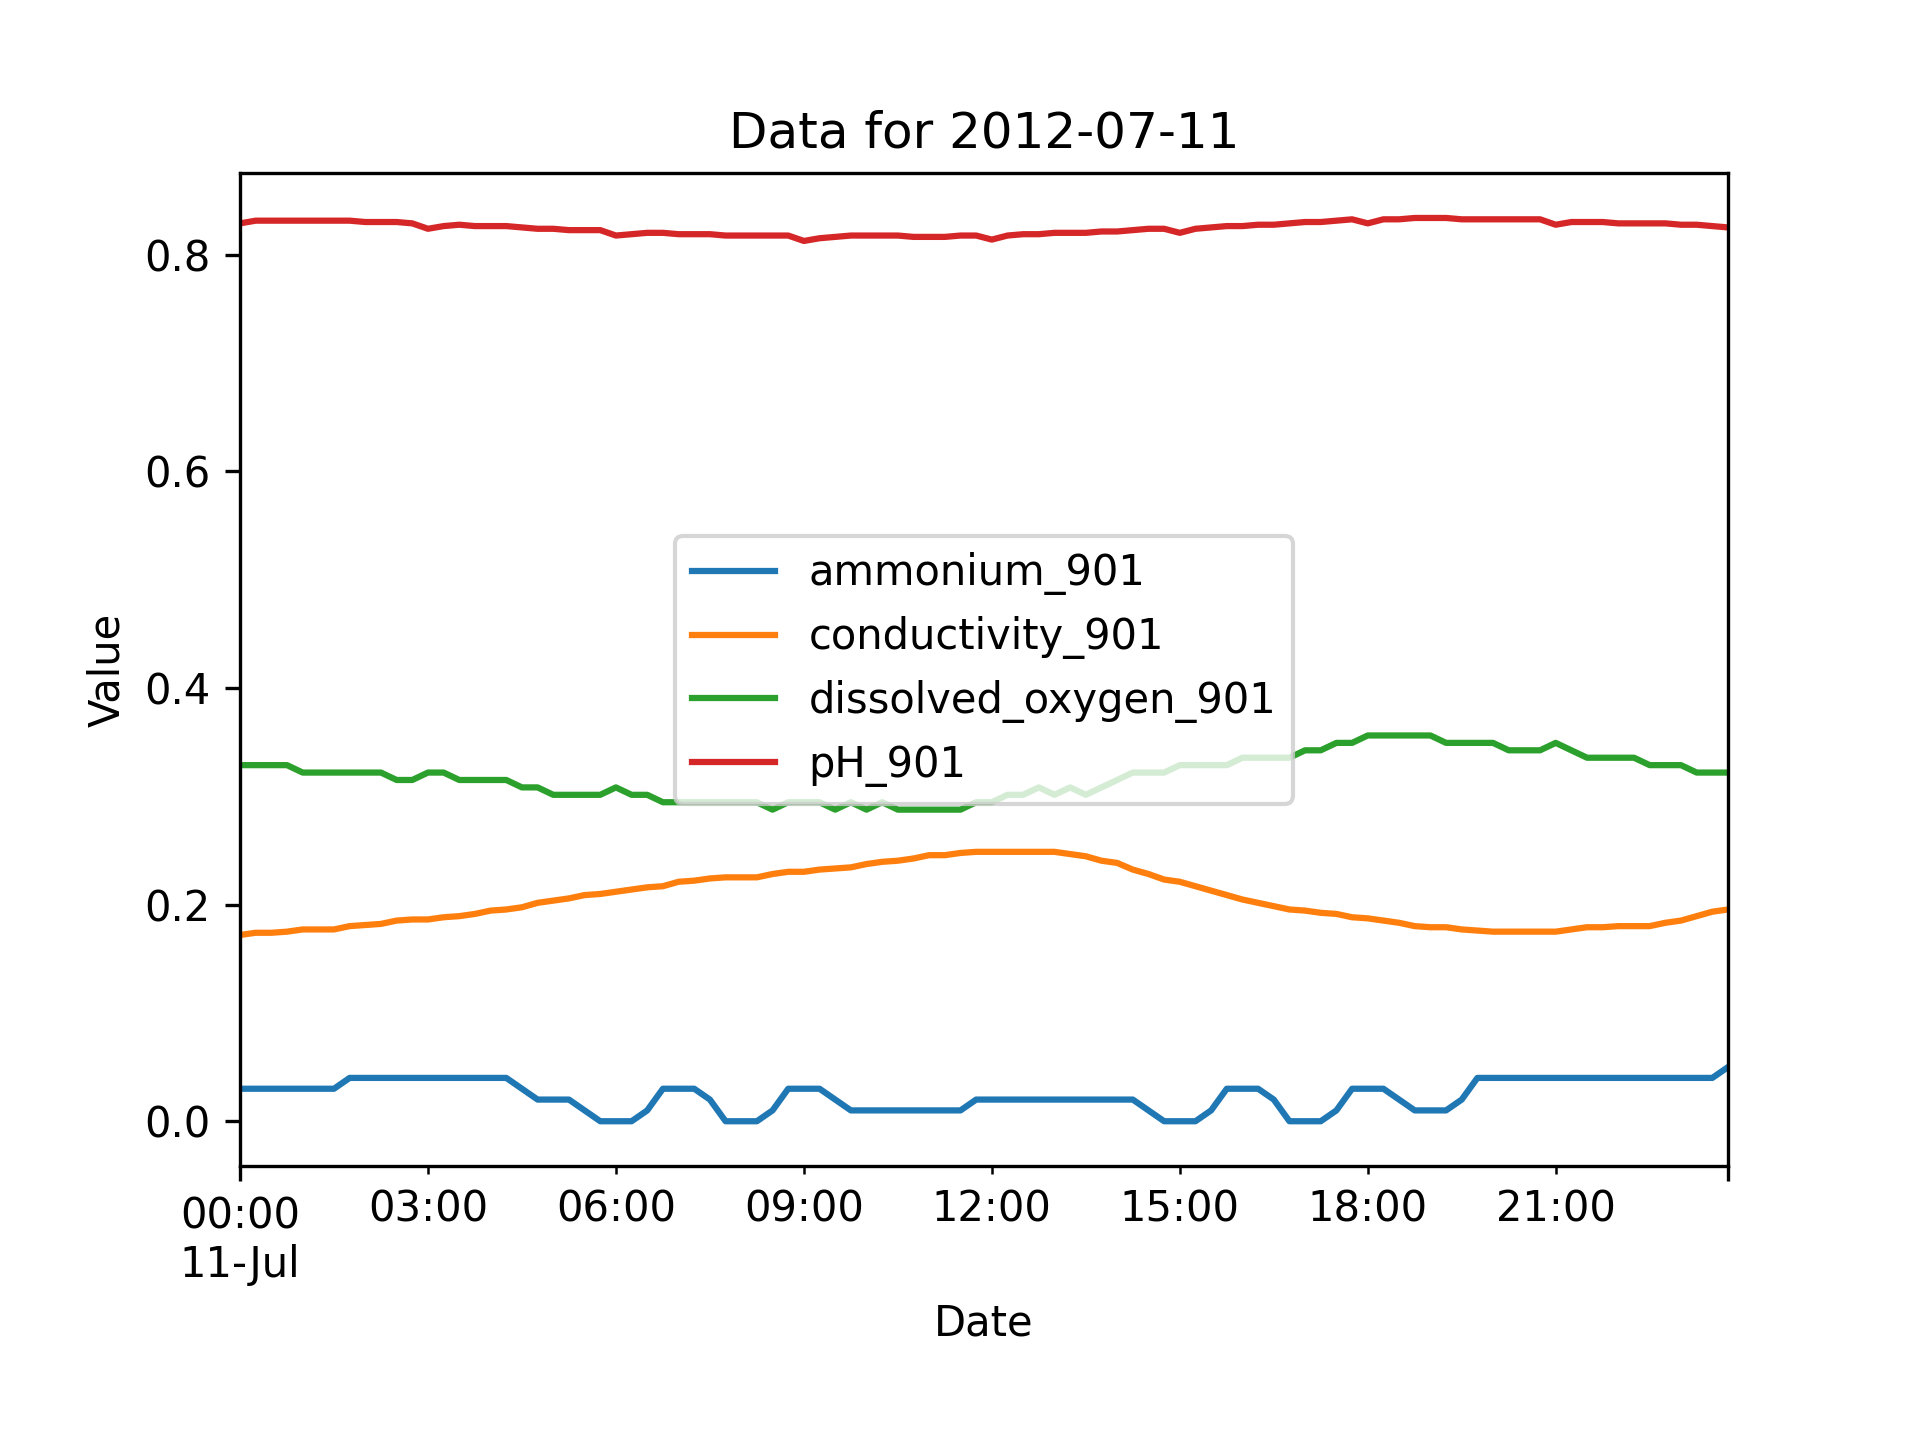 Data for 2012-07-11
Value
0.8
0.6
0.4
0.2
0.0
ammonium_901
conductivity_901
dissolved_oxygen_901
pH_901
00:00 03:00 06:00 09:00 12:00 15:00 18:00 21:00
11-Jul
Date